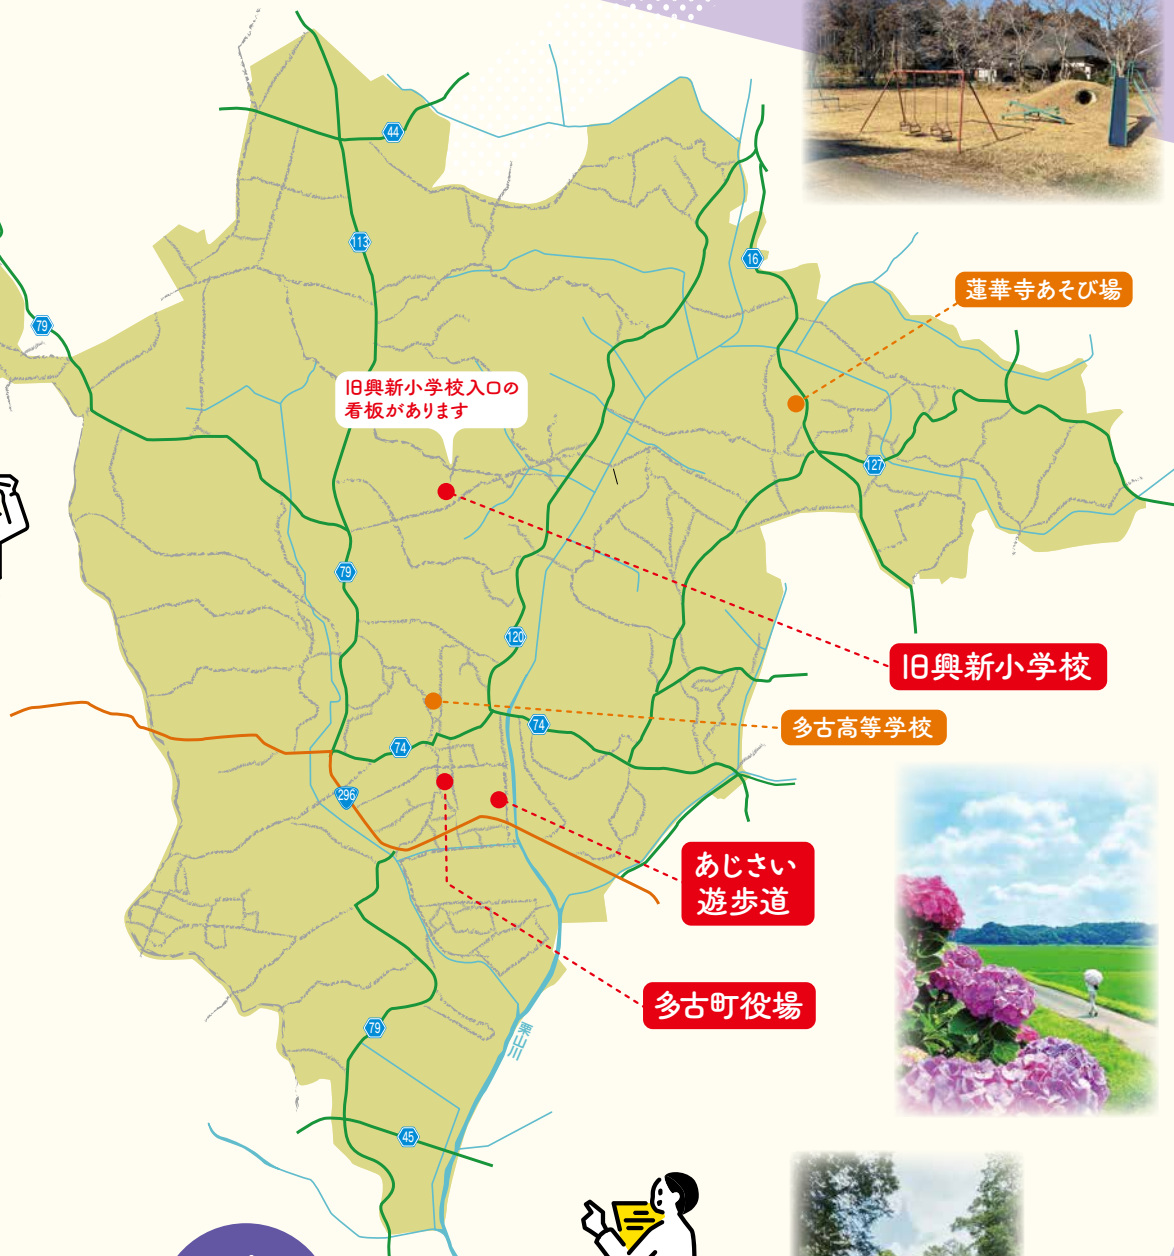 44
113
16
蓮華寺あそび場
79
旧興新小学校入口の
看板があります
127
79
120
旧興新小学校
多古高等学校
74
74
296
あじさい
遊歩道
多古町役場
79
栗山川
45